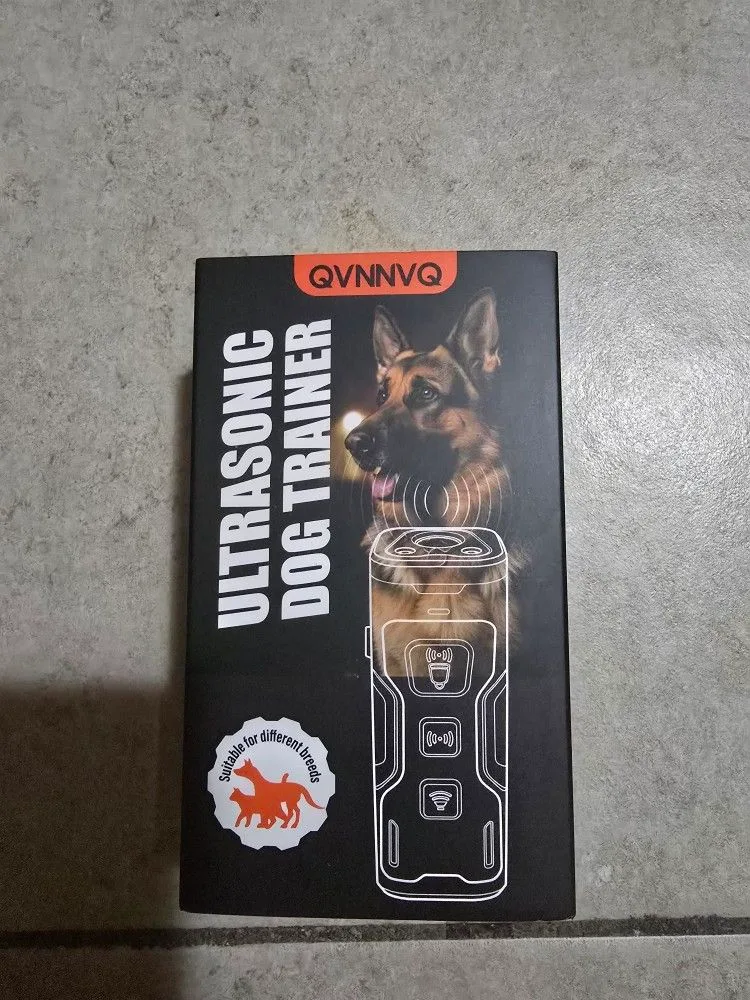 QVNNVQ
ULTRASONIC
DOG TRAINER
Suitable for different breeds